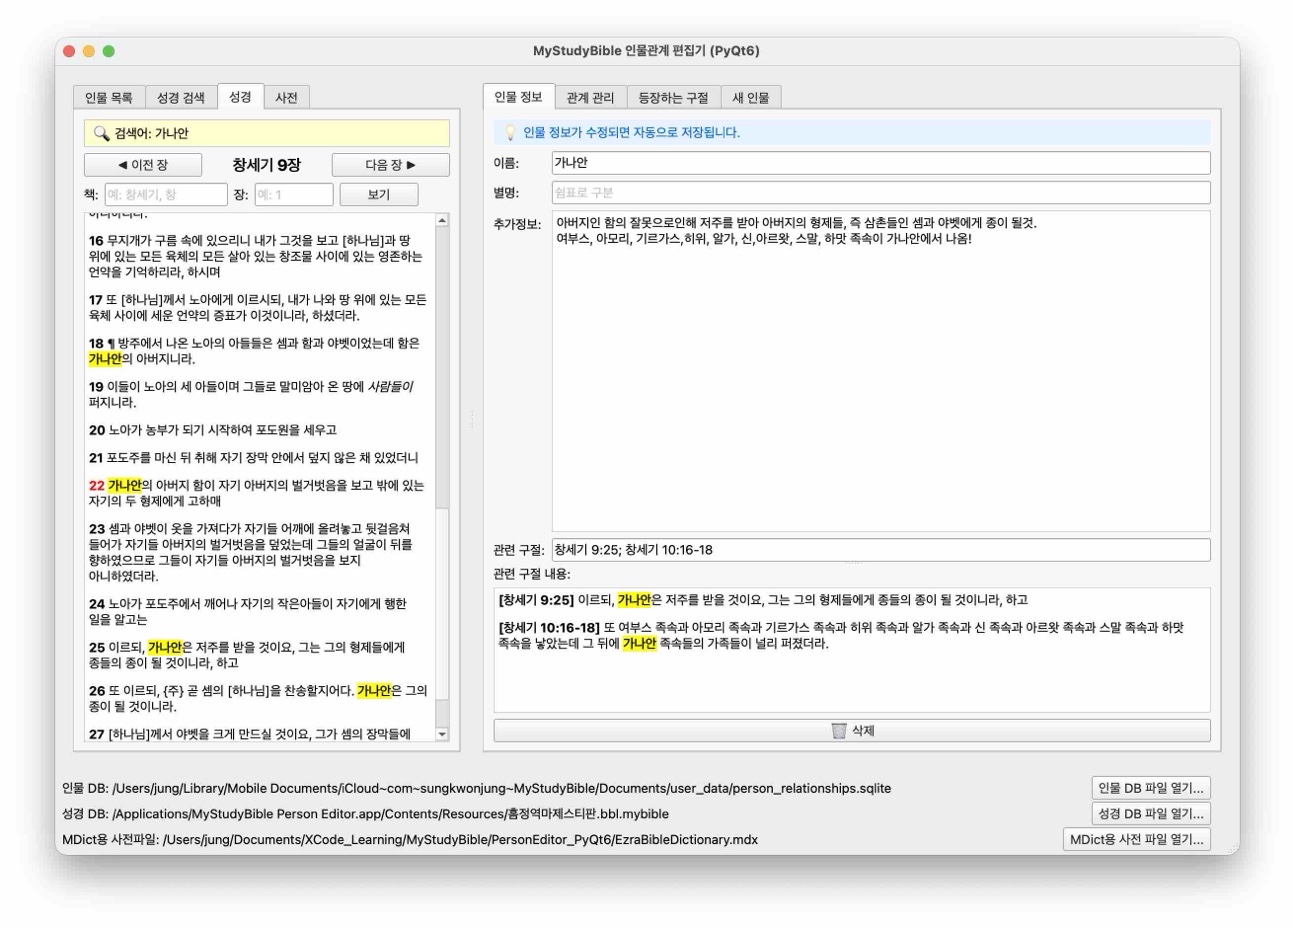 MyStudyBible 인물관계 편집기 (PyQt6)
인물 목록 성경 검색 성경 사전
검색어: 가나안
◀ 이전 장 창세기 9장 다음 장 ▶
책: 예: 창세기, 창 장: 예: 1 보기
16 무지개가 구름 속에 있으리니 내가 그것을 보고 [하나님]과 땅
위에 있는 모든 육체의 모든 살아 있는 창조물 사이에 있는 영존하는
언약을 기억하리라, 하시며
17 또 [하나님]께서 노아에게 이르시되, 내가 나와 땅 위에 있는 모든
육체 사이에 세운 언약의 증표가 이것이니라, 하셨더라.
18 ¶ 방주에서 나온 노아의 아들들은 셈과 함과 야벳이었는데 함은
가나안의 아버지니라.
19 이들이 노아의 세 아들이며 그들로 말미암아 온 땅에 사람들이
퍼지니라.
20 노아가 농부가 되기 시작하여 포도원을 세우고
21 포도주를 마신 뒤 취해 자기 장막 안에서 덮지 않은 채 있었더니
22 가나안의 아버지 함이 자기 아버지의 벌거벗음을 보고 밖에 있는
자기의 두 형제에게 고하매
23 셈과 야벳이 옷을 가져다가 자기들 어깨에 올려놓고 뒷걸음쳐
들어가 자기들 아버지의 벌거벗음을 덮었는데 그들의 얼굴이 뒤를
향하였으므로 그들이 자기들 아버지의 벌거벗음을 보지
아니하였더라.
24 노아가 포도주에서 깨어나 자기의 작은아들이 자기에게 행한
일을 알고는
25 이르되, 가나안은 저주를 받을 것이요, 그는 그의 형제들에게
종들의 종이 될 것이니라, 하고
26 또 이르되, {주} 곧 셈의 [하나님]을 찬송할지어다. 가나안은 그의
종이 될 것이니라.
27 [하나님]께서 야벳을 크게 만드실 것이요, 그가 셈의 장막들에
인물 정보 관계 관리 등장하는 구절 새 인물
인물 정보가 수정되면 자동으로 저장됩니다.
이름: 가나안
별명: 쉼표로 구분
추가정보: 아버지인 함의 잘못으로인해 저주를 받아 아버지의 형제들, 즉 삼촌들인 셈과 야벳에게 종이 될것.
여부스, 아모리, 기르가스,히위, 알가, 신,아르왓, 스말, 하맛 족속이 가나안에서 나옴!
관련 구절: 창세기 9:25; 창세기 10:16-18
관련 구절 내용:
[창세기 9:25] 이르되, 가나안은 저주를 받을 것이요, 그는 그의 형제들에게 종들의 종이 될 것이니라, 하고
[창세기 10:16-18] 또 여부스 족속과 아모리 족속과 기르가스 족속과 히위 족속과 알가 족속과 신 족속과 아르왓 족속과 스말 족속과 하맛
족속을 낳았는데 그 뒤에 가나안 족속들의 가족들이 널리 퍼졌더라.
삭제
인물 DB: /Users/jung/Library/Mobile Documents/iCloud~com~sungkwonjung~MyStudyBible/Documents/user_data/person_relationships.sqlite 인물 DB 파일 열기...
성경 DB: /Applications/MyStudyBible Person Editor.app/Contents/Resources/흠정역마제스티판.bbl.mybible 성경 DB 파일 열기...
MDict용 사전파일: /Users/jung/Documents/XCode_Learning/MyStudyBible/PersonEditor_PyQt6/EzraBibleDictionary.mdx MDict용 사전 파일 열기...